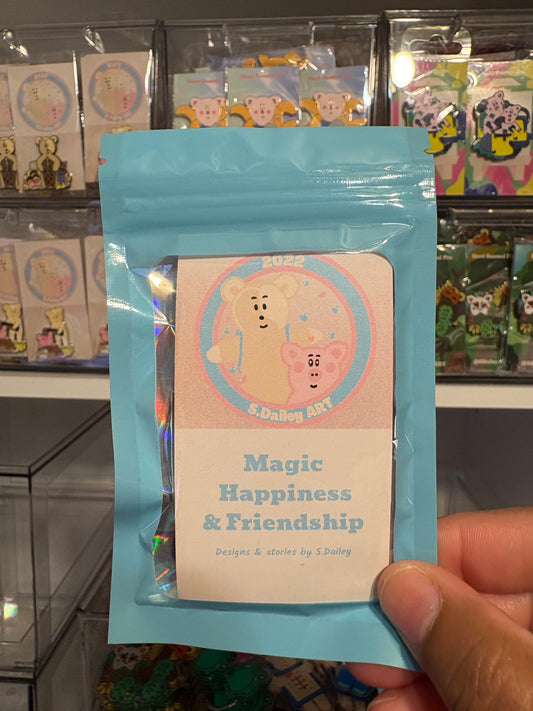 2022
S.Dailey ART
Magic
Happiness
& Friendship
Designs & stories by S.Dailey